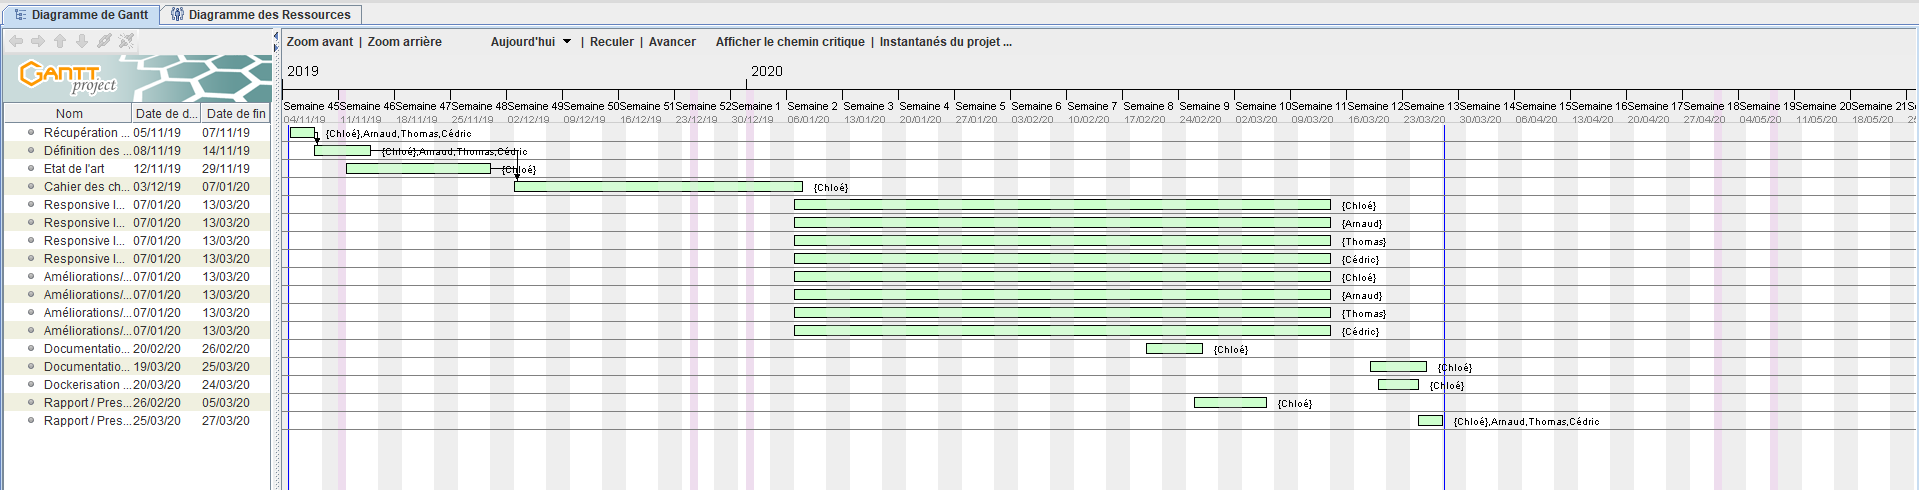 Diagramme de Gantt
Diagramme des Ressources
Zoom avant | Zoom arrière Aujourd'hui | Reculer | Avancer Afficher le chemin critique | Instantanés du projet ...
GANTT project
2019 2020
Nom Date de d... Date de fin
Semaine 45 Semaine 46 Semaine 47 Semaine 48 Semaine 49 Semaine 50 Semaine 51 Semaine 52 Semaine 1 Semaine 2 Semaine 3 Semaine 4 Semaine 5 Semaine 6 Semaine 7 Semaine 8 Semaine 9 Semaine 10 Semaine 11 Semaine 12 Semaine 13 Semaine 14 Semaine 15 Semaine 16 Semaine 17 Semaine 18 Semaine 19 Semaine 20 Semaine 21
04/11/19 11/11/19 18/11/19 25/11/19 02/12/19 09/12/19 16/12/19 23/12/19 30/12/19 06/01/20 13/01/20 20/01/20 27/01/20 03/02/20 10/02/20 17/02/20 24/02/20 02/03/20 09/03/20 16/03/20 23/03/20 30/03/20 06/04/20 13/04/20 20/04/20 27/04/20 04/05/20 11/05/20 18/05/20
Récupération ... 05/11/19 07/11/19 {Chloé},Arnaud,Thomas,Cédric
Définition des ... 08/11/19 14/11/19 {Chloé},Arnaud,Thomas,Cédric
Etat de l'art 12/11/19 29/11/19 {Chloé}
Cahier des ch... 03/12/19 07/01/20 {Chloé}
Responsive I... 07/01/20 13/03/20 {Chloé}
Responsive I... 07/01/20 13/03/20 {Arnaud}
Responsive I... 07/01/20 13/03/20 {Thomas}
Responsive I... 07/01/20 13/03/20 {Cédric}
Améliorations/... 07/01/20 13/03/20 {Chloé}
Améliorations/... 07/01/20 13/03/20 {Arnaud}
Améliorations/... 07/01/20 13/03/20 {Thomas}
Améliorations/... 07/01/20 13/03/20 {Cédric}
Documentatio... 20/02/20 26/02/20 {Chloé}
Documentatio... 19/03/20 25/03/20 {Chloé}
Dockerisation ... 20/03/20 24/03/20 {Chloé}
Rapport / Pres... 26/02/20 05/03/20 {Chloé}
Rapport / Pres... 25/03/20 27/03/20 {Chloé},Arnaud,Thomas,Cédric